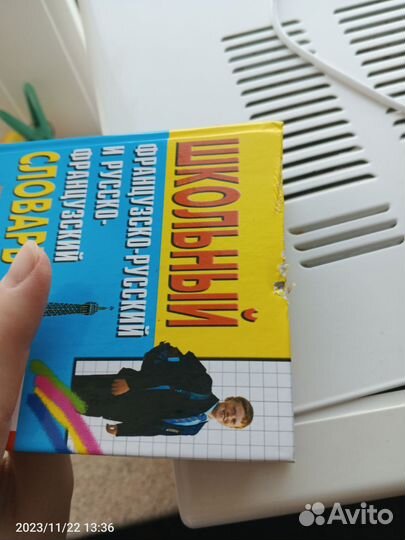 ШКОЛЬНЫЙ
ФРАНЦУЗСКО-РУССКИЙ
И РУССКО-
ФРАНЦУЗСКИЙ
СЛОВАРЬ
2023/11/22 13:36
Avito